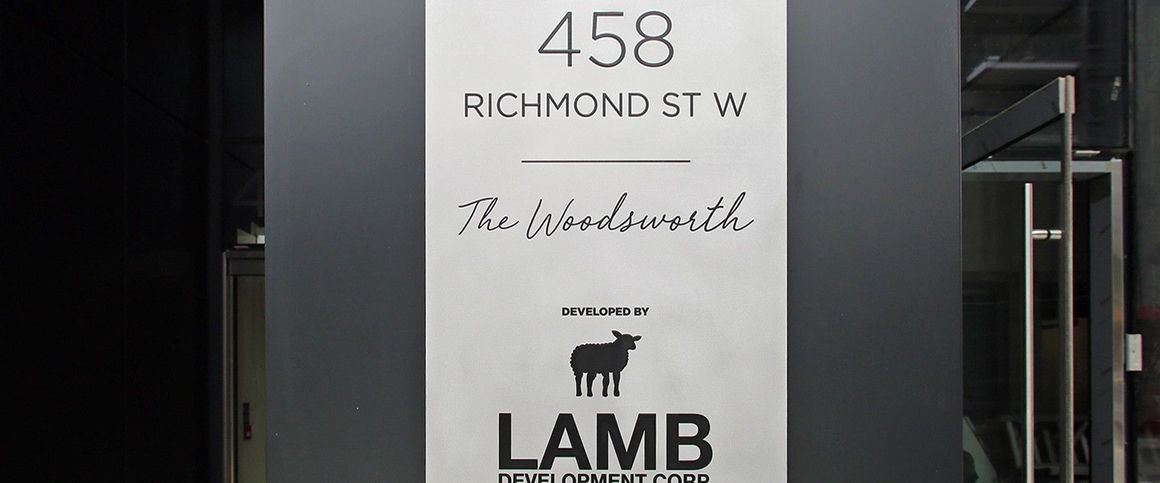 458
RICHMOND ST W
The Woodsworth
DEVELOPED BY
LAMB
DEVELOPMENT CORP